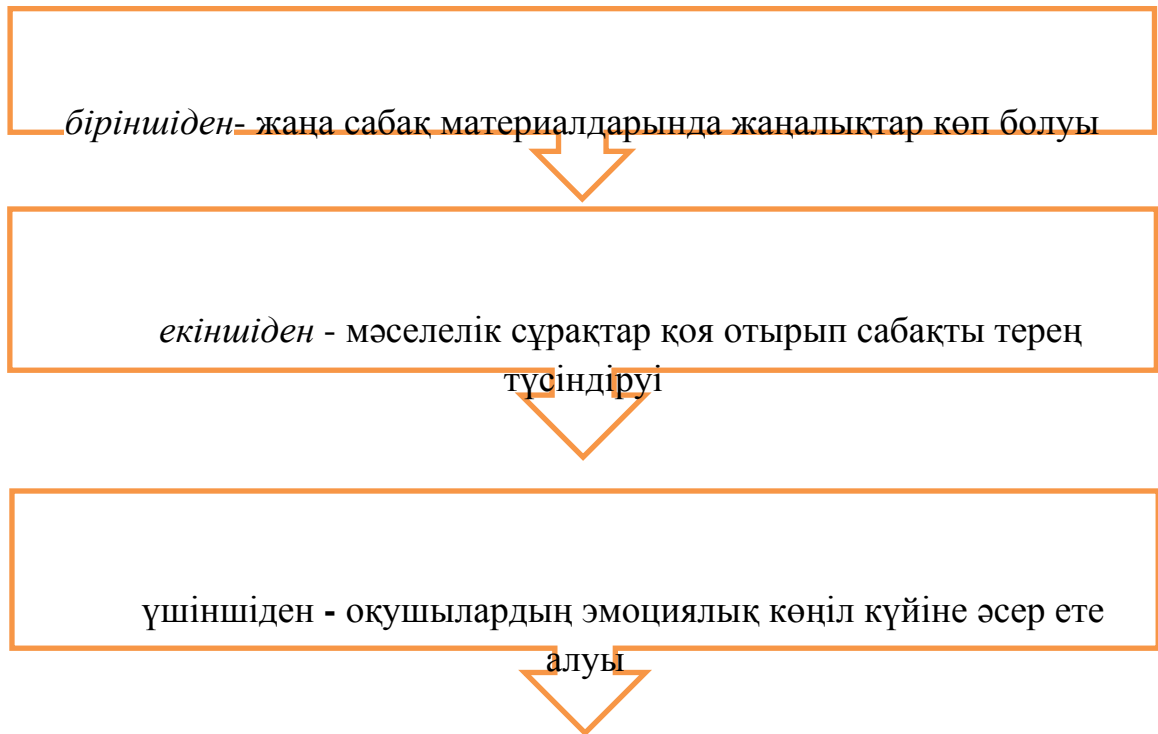 біріншіден- жаңа сабақ материалдарында жаңалықтар көп болуы
екіншіден - мәселелік сұрақтар қоя отырып сабақты терең
түсіндіруі
үшіншіден - оқушылардың эмоциялық көңіл күйіне әсер ете
алуы